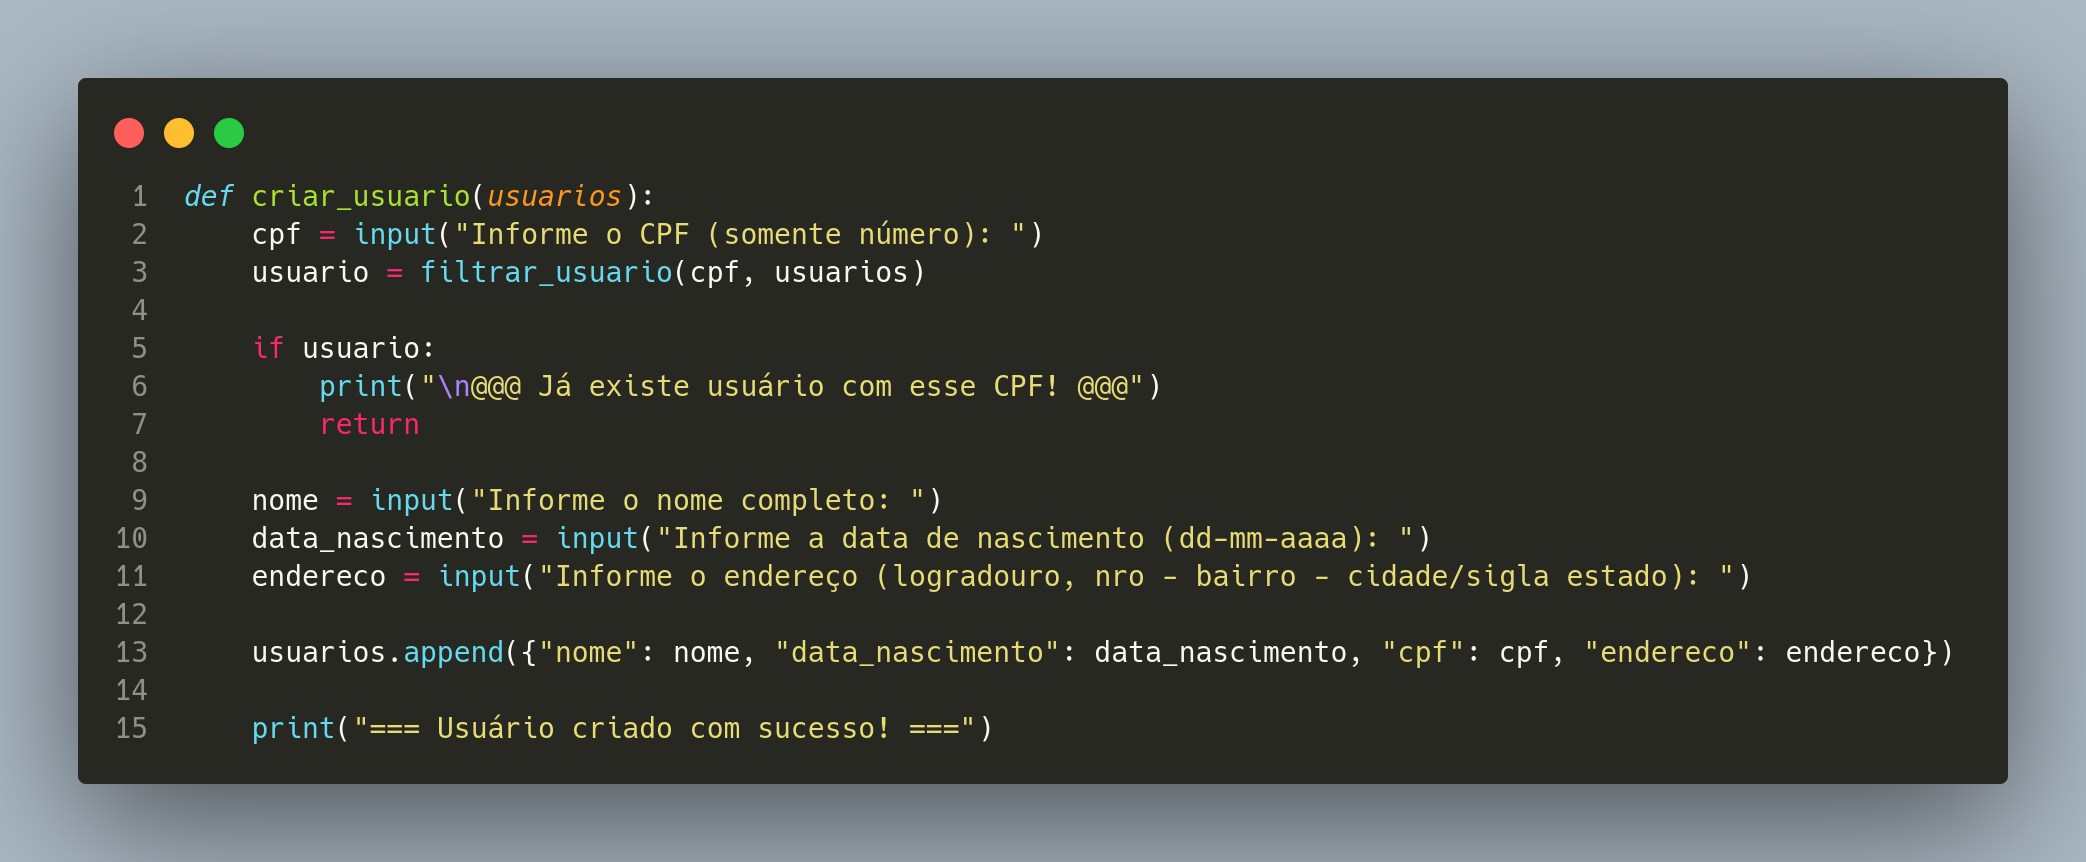 1 def criar_usuario(usuarios):
2     cpf = input("Informe o CPF (somente número): ")
3     usuario = filtrar_usuario(cpf, usuarios)
4
5     if usuario:
6         print("\n@@@ Já existe usuário com esse CPF! @@@")
7         return
8
9     nome = input("Informe o nome completo: ")
10     data_nascimento = input("Informe a data de nascimento (dd-mm-aaaa): ")
11     endereco = input("Informe o endereço (logradouro, nro - bairro - cidade/sigla estado): ")
12
13     usuarios.append({"nome": nome, "data_nascimento": data_nascimento, "cpf": cpf, "endereco": endereco})
14
15     print("=== Usuário criado com sucesso! ===")